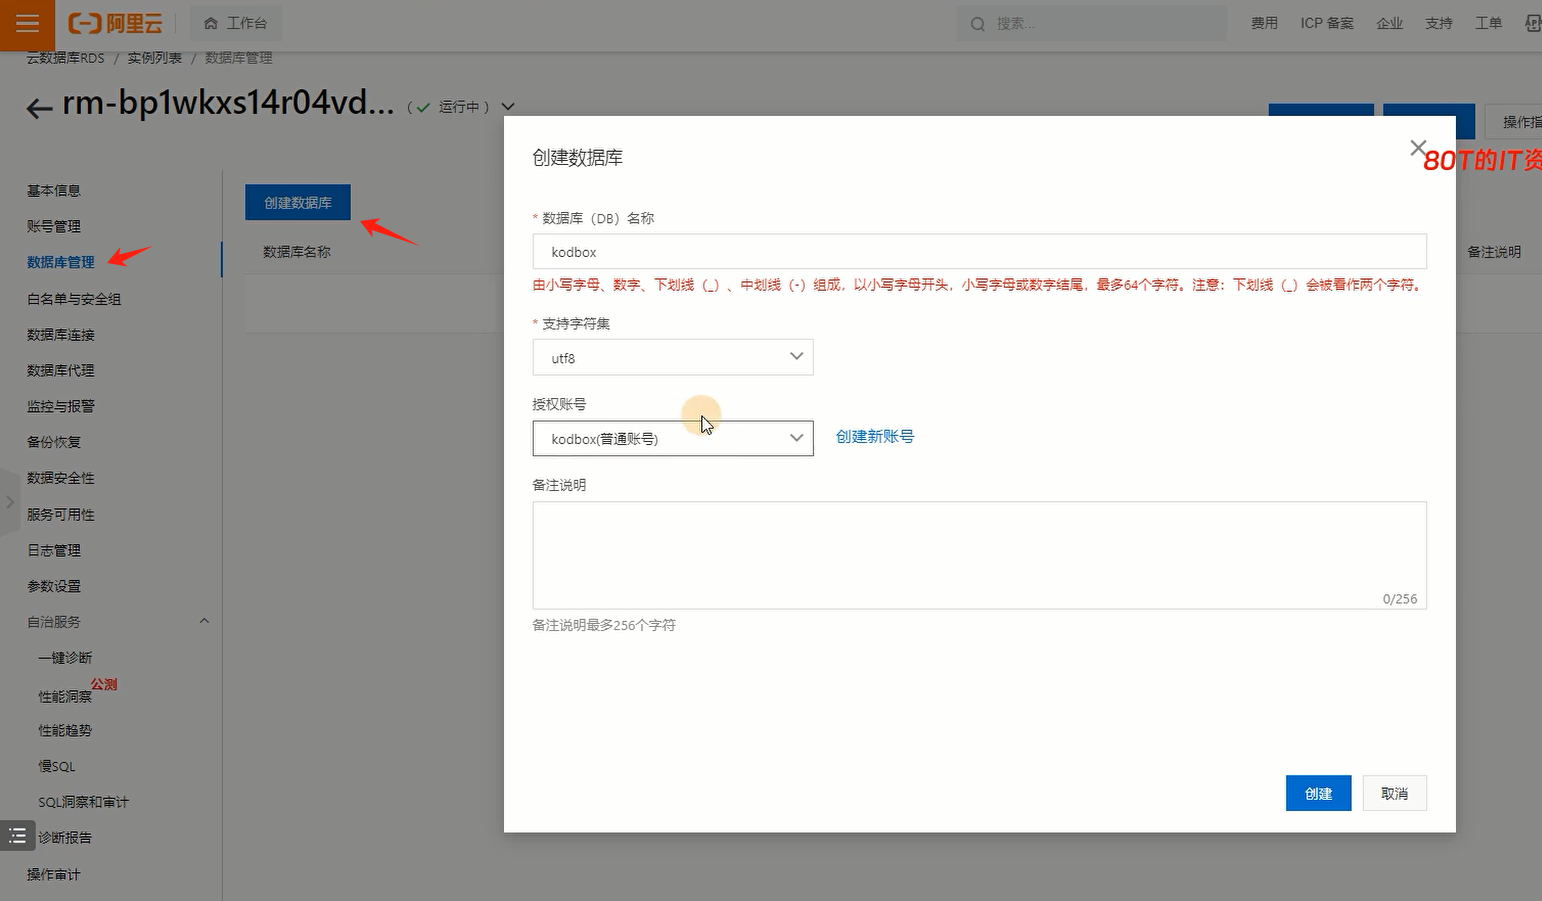 阿里云
工作台
搜索...
费用
ICP 备案
企业
支持
工单
云数据库RDS / 实例列表 / 数据库管理
rm-bp1wkxs14r04vd... ( 运行中 )
操作指
80T的IT资
基本信息
账号管理
数据库管理
白名单与安全组
数据库连接
数据库代理
监控与报警
备份恢复
数据安全性
服务可用性
日志管理
参数设置
自治服务
一键诊断
性能洞察
公测
性能趋势
慢SQL
SQL洞察和审计
诊断报告
操作审计
创建数据库
数据库名称
备注说明
创建数据库
* 数据库（DB）名称
kodbox
由小写字母、数字、下划线（_）、中划线（-）组成，以小写字母开头，小写字母或数字结尾，最多64个字符。注意：下划线（_）会被看作两个字符。
* 支持字符集
utf8
授权账号
kodbox(普通账号)
创建新账号
备注说明
0/256
备注说明最多256个字符
创建
取消